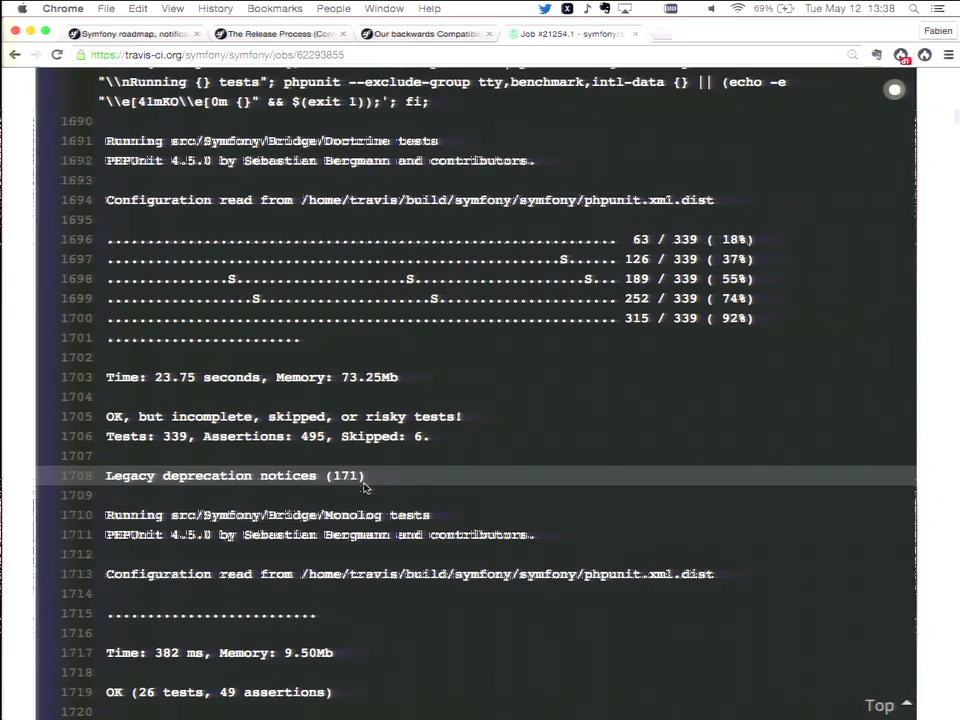 Chrome File Edit View History Bookmarks People Window Help 69% Tue May 12 13:38
Symfony roadmap, notifica × The Release Process (Con × Our backwards Compatibil × Job #21254.1 - symfony/s × Fabien
https://travis-ci.org/symfony/symfony/jobs/62293855
"\\nRunning {} tests"; phpunit --exclude-group tty,benchmark,intl-data {} || (echo -e
"\\e[41mKO\\e[0m {}" && $(exit 1));'; fi;
1690
1691 Running src/Symfony/Bridge/Doctrine tests
1692 PHPUnit 4.5.0 by Sebastian Bergmann and contributors.
1693
1694 Configuration read from /home/travis/build/symfony/symfony/phpunit.xml.dist
1695
1696 ............................................................... 63 / 339 ( 18%)
1697 ........................................................S...... 126 / 339 ( 37%)
1698 ...............S.....................S.....................S... 189 / 339 ( 55%)
1699 ..................S.....................S...................... 252 / 339 ( 74%)
1700 ............................................................... 315 / 339 ( 92%)
1701 ........................
1702
1703 Time: 23.75 seconds, Memory: 73.25Mb
1704
1705 OK, but incomplete, skipped, or risky tests!
1706 Tests: 339, Assertions: 495, Skipped: 6.
1707
1708 Legacy deprecation notices (171)
1709
1710 Running src/Symfony/Bridge/Monolog tests
1711 PHPUnit 4.5.0 by Sebastian Bergmann and contributors.
1712
1713 Configuration read from /home/travis/build/symfony/symfony/phpunit.xml.dist
1714
1715 ..........................
1716
1717 Time: 382 ms, Memory: 9.50Mb
1718
1719 OK (26 tests, 49 assertions)
1720
Top